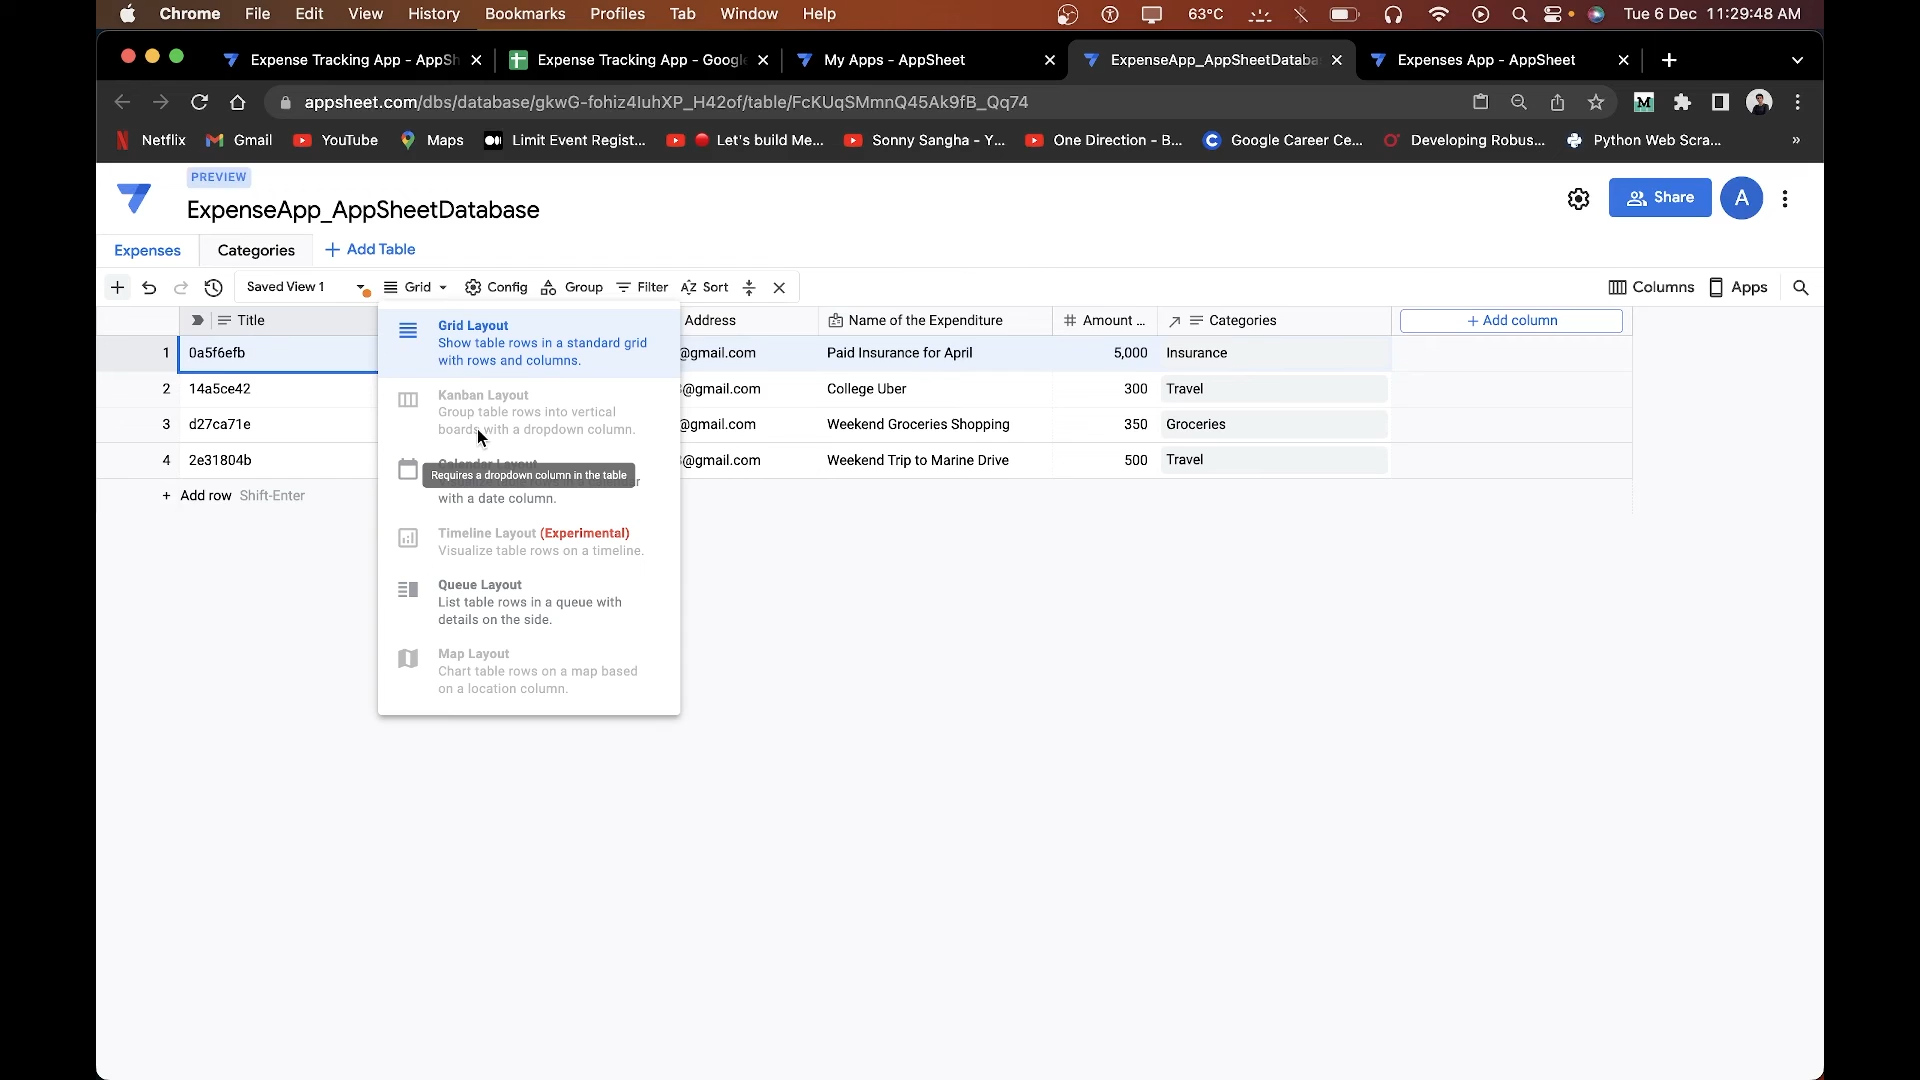 Chrome File Edit View History Bookmarks Profiles Tab Window Help 63°C Tue 6 Dec 11:29:48 AM
Expense Tracking App - AppSh Expense Tracking App - Google My Apps - AppSheet ExpenseApp_AppSheetDataba Expenses App - AppSheet
appsheet.com/dbs/database/gkwG-fohiz4IuhXP_H42of/table/FcKUqSMmnQ45Ak9fB_Qq74
Netflix Gmail YouTube Maps Limit Event Regist... Let's build Me... Sonny Sangha - Y... One Direction - B... Google Career Ce... Developing Robus... Python Web Scra... »
PREVIEW
ExpenseApp_AppSheetDatabase
Share A
Expenses Categories + Add Table
Saved View 1 Grid Config Group Filter Sort Columns Apps
Title Address Name of the Expenditure # Amount ... Categories + Add column
1 0a5f6efb @gmail.com Paid Insurance for April 5,000 Insurance
2 14a5ce42 @gmail.com College Uber 300 Travel
3 d27ca71e @gmail.com Weekend Groceries Shopping 350 Groceries
4 2e31804b @gmail.com Weekend Trip to Marine Drive 500 Travel
+ Add row Shift-Enter
Grid Layout
Show table rows in a standard grid
with rows and columns.
Kanban Layout
Group table rows into vertical
boards with a dropdown column.
Calendar Layout
Requires a dropdown column in the table
with a date column.
Timeline Layout (Experimental)
Visualize table rows on a timeline.
Queue Layout
List table rows in a queue with
details on the side.
Map Layout
Chart table rows on a map based
on a location column.